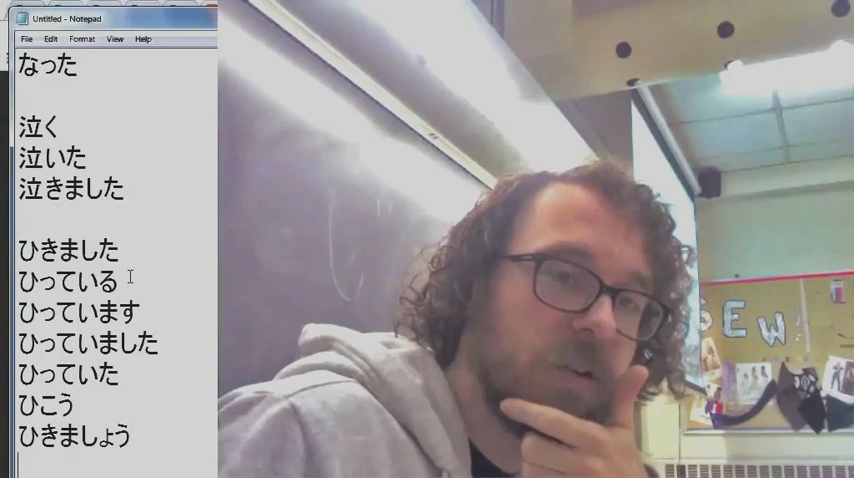 Untitled - Notepad
File Edit Format View Help
なった
泣く
泣いた
泣きました
ひきました
ひっている
ひっています
ひっていました
ひっていた
ひこう
ひきましょう
SEW